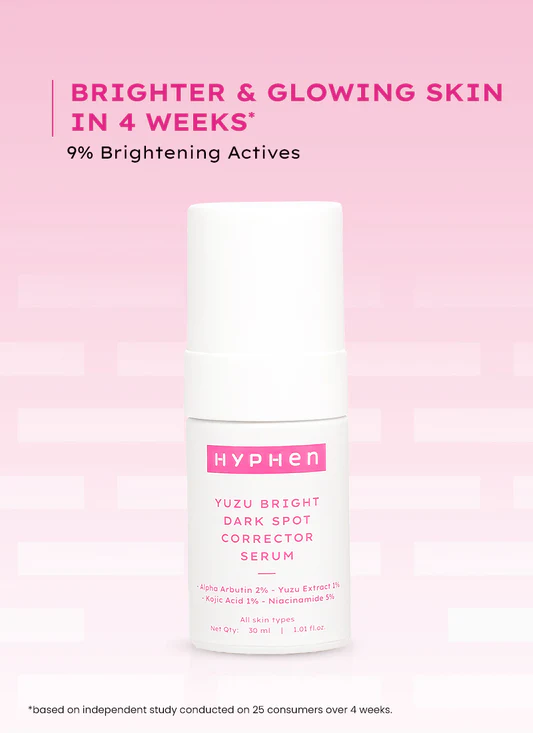 BRIGHTER & GLOWING SKIN
IN 4 WEEKS*
9% Brightening Actives
HYPHEN
YUZU BRIGHT
DARK SPOT
CORRECTOR
SERUM
- Alpha Arbutin 2% - Yuzu Extract 1%
- Kojic Acid 1% - Niacinamide 5%
All skin types
Net Qty: 30 ml | 1.01 fl.oz
*based on independent study conducted on 25 consumers over 4 weeks.